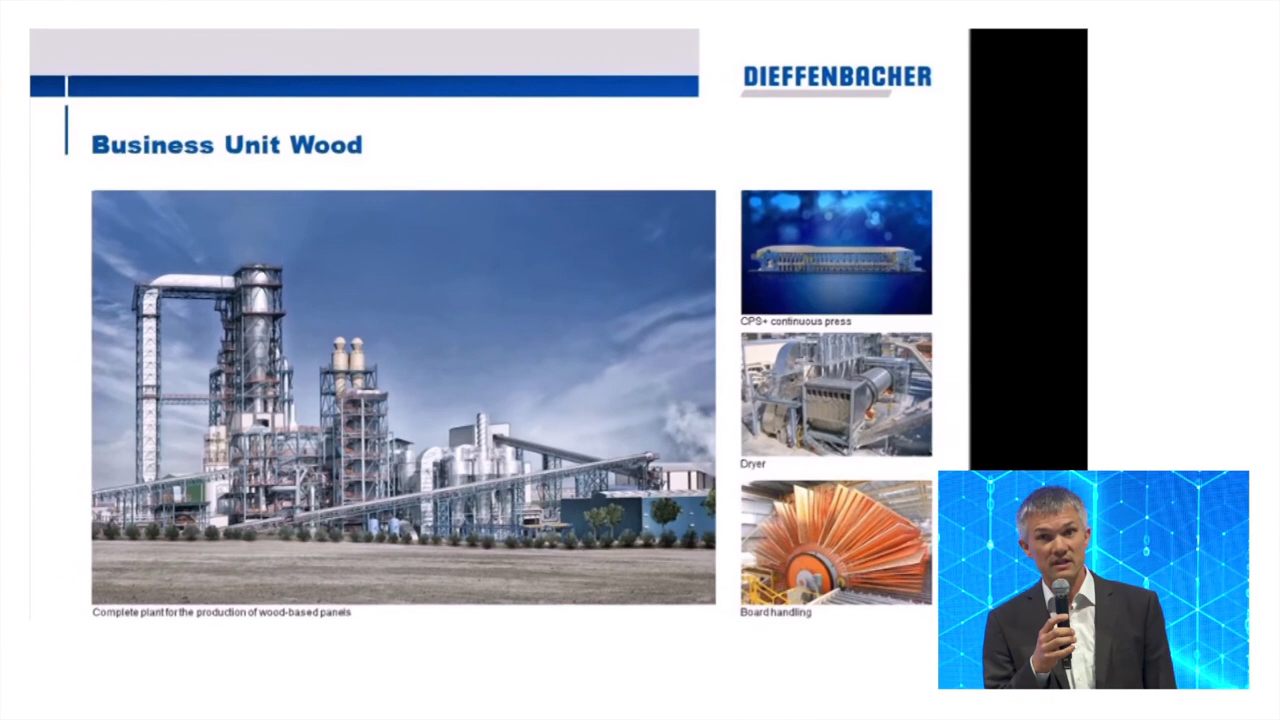 DIEFFENBACHER
Business Unit Wood
CPS+ continuous press
Dryer
Complete plant for the production of wood-based panels
Board handling